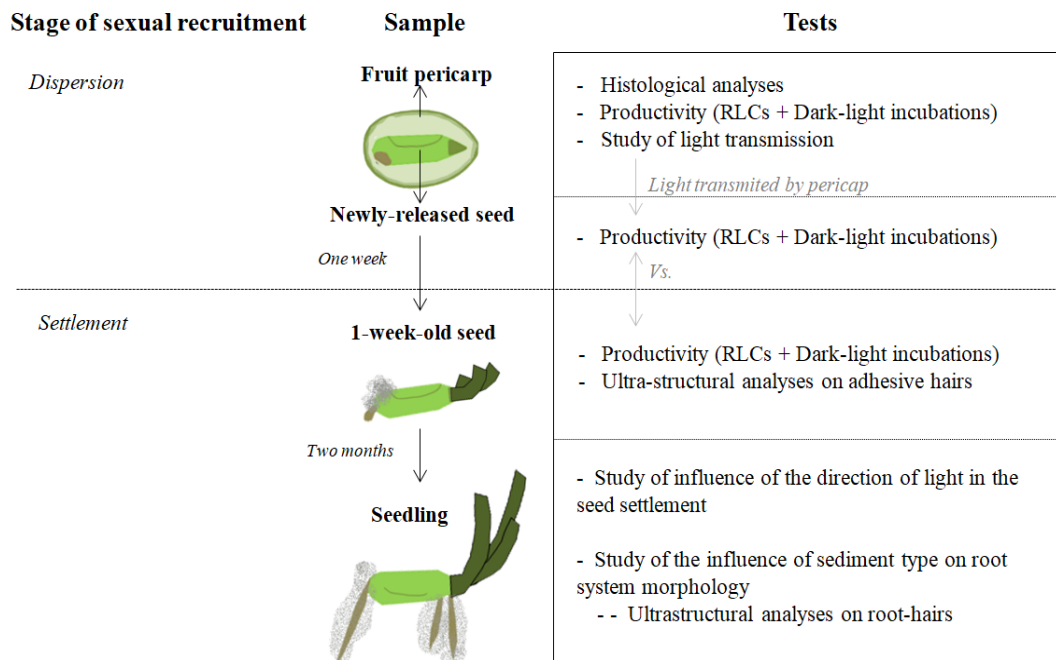 Stage of sexual recruitment
Sample
Tests
Dispersion
Fruit pericarp
- Histological analyses
- Productivity (RLCs + Dark-light incubations)
- Study of light transmission
Light transmited by pericap
Newly-released seed
- Productivity (RLCs + Dark-light incubations)
One week
Vs.
Settlement
1-week-old seed
- Productivity (RLCs + Dark-light incubations)
- Ultra-structural analyses on adhesive hairs
Two months
Seedling
- Study of influence of the direction of light in the
seed settlement
- Study of the influence of sediment type on root
system morphology
- - Ultrastructural analyses on root-hairs